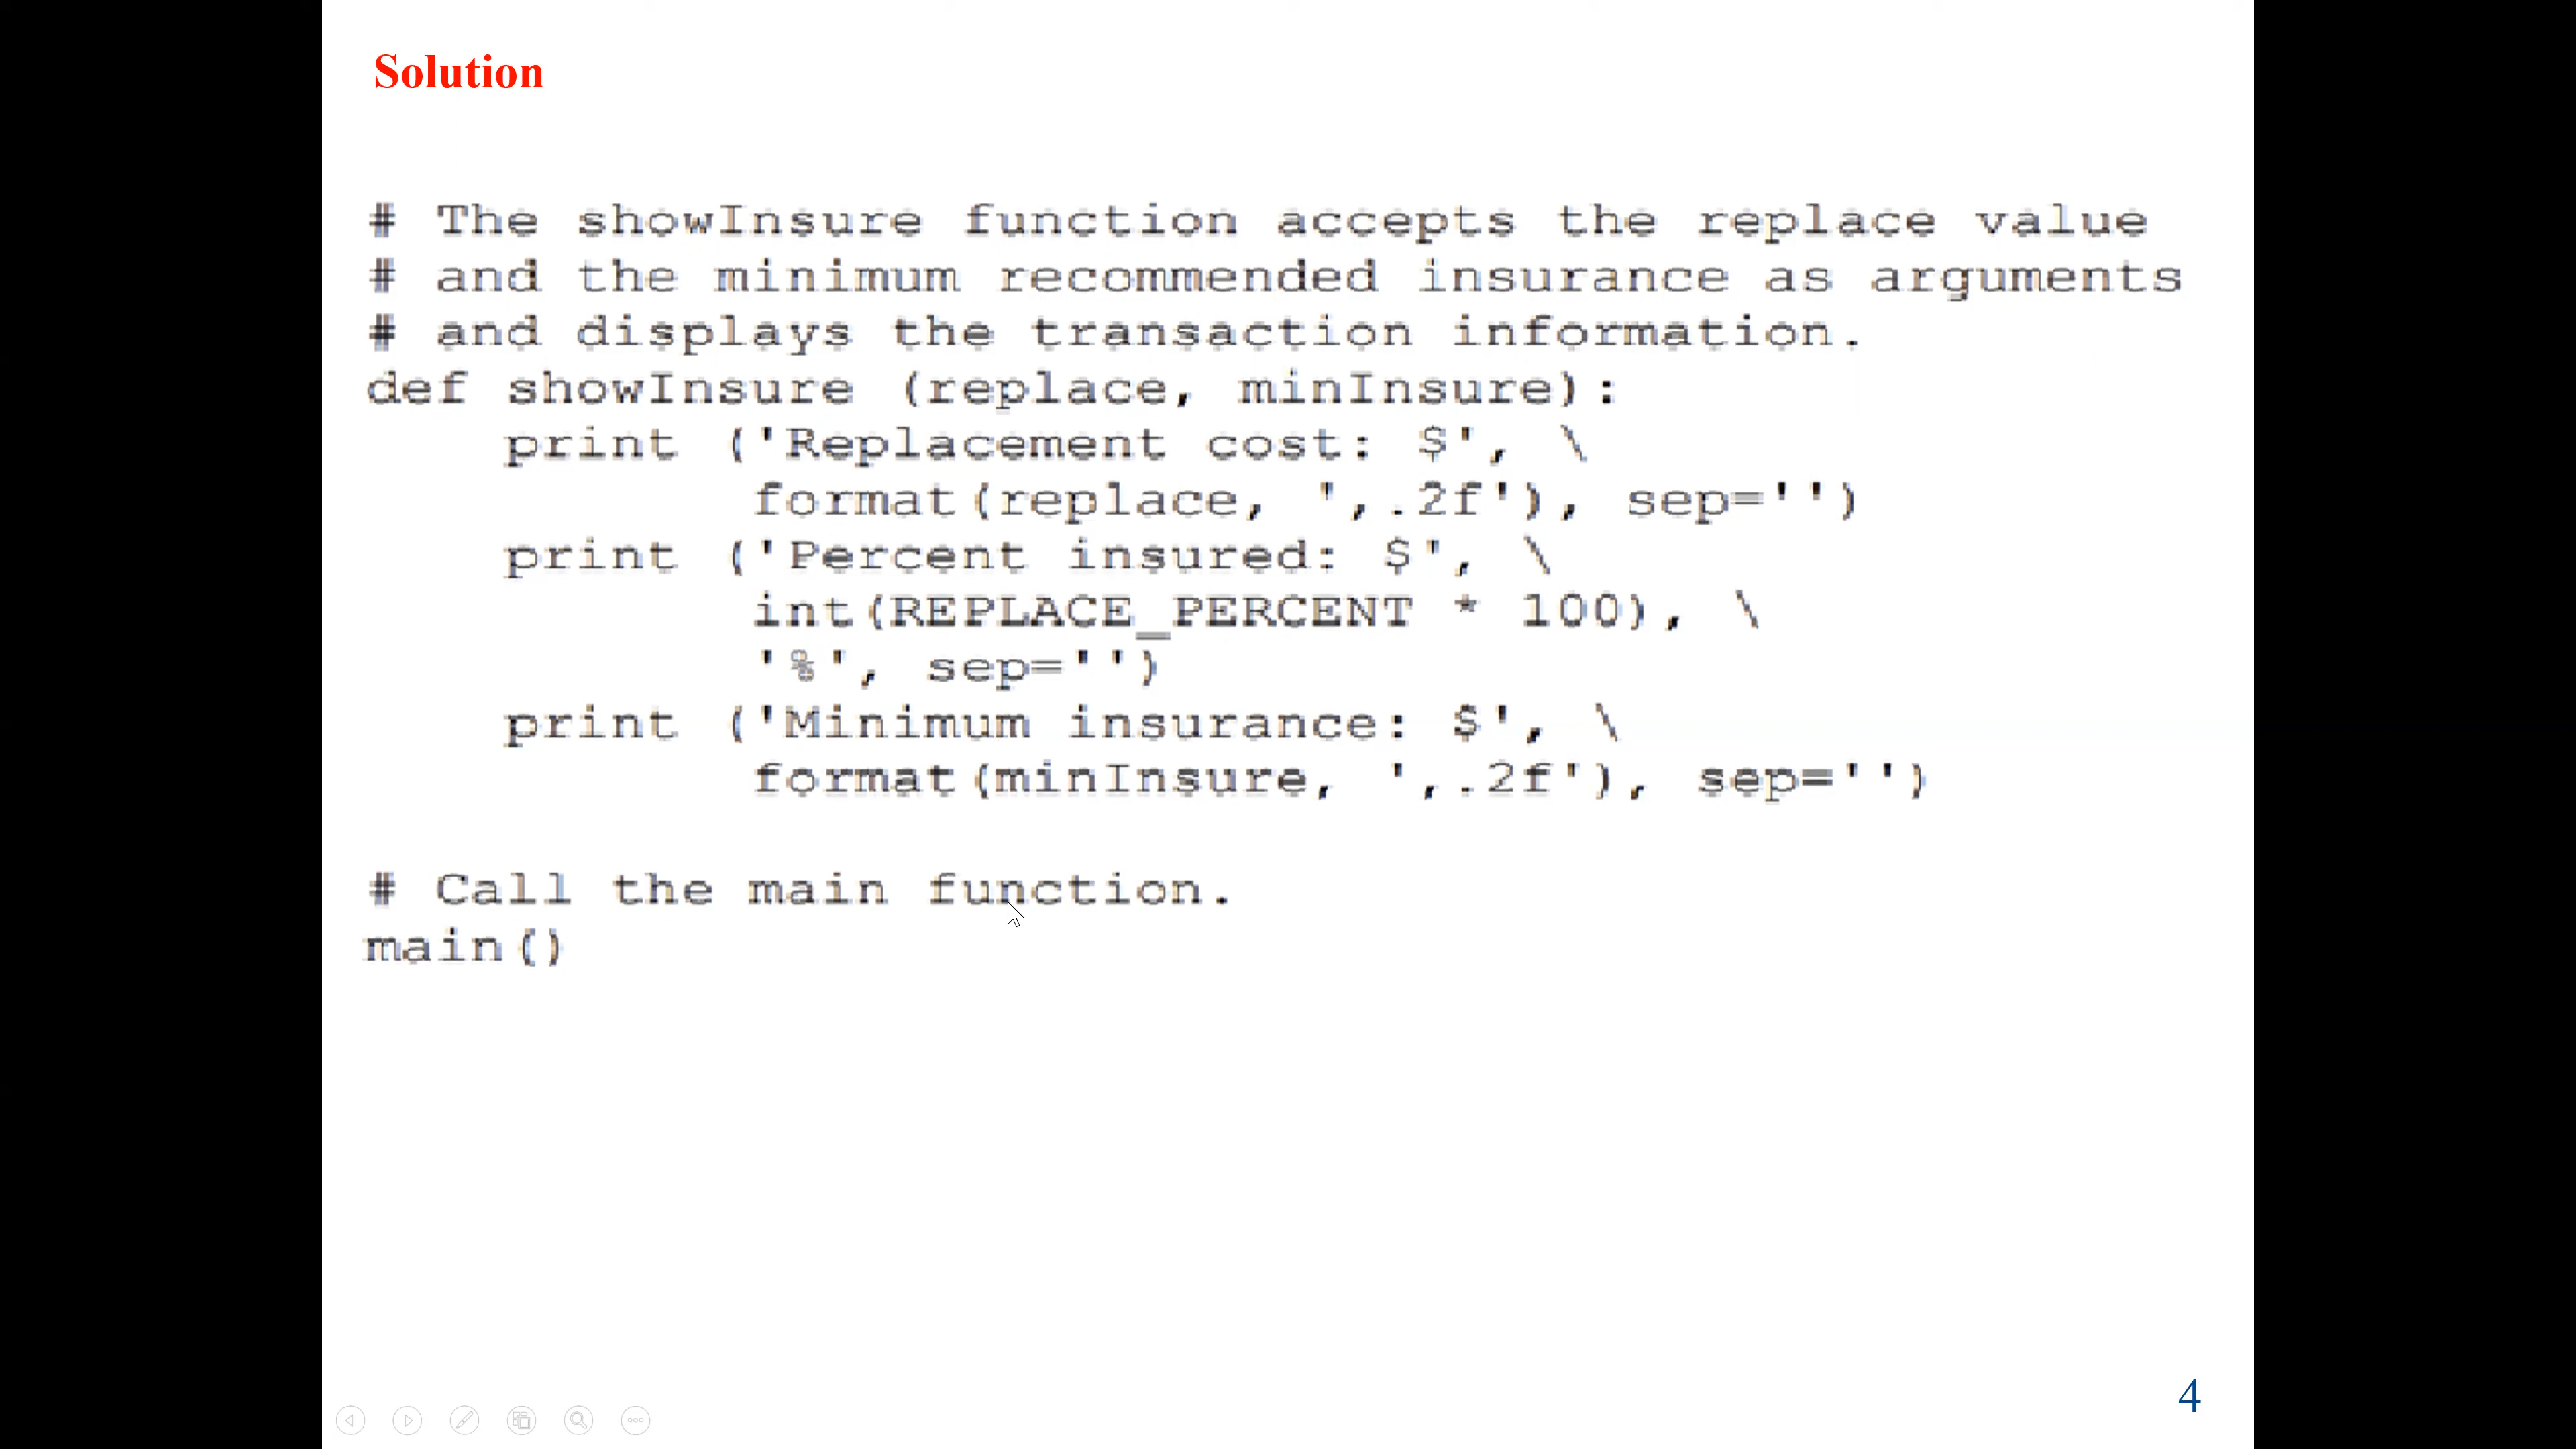 Solution
# The showInsure function accepts the replace value
# and the minimum recommended insurance as arguments
# and displays the transaction information.
def showInsure (replace, minInsure):
    print ('Replacement cost: $', \
           format(replace, ',.2f'), sep='')
    print ('Percent insured: $', \
           int(REPLACE_PERCENT * 100), \
           '%', sep='')
    print ('Minimum insurance: $', \
           format(minInsure, ',.2f'), sep='')
# Call the main function.
main()
4